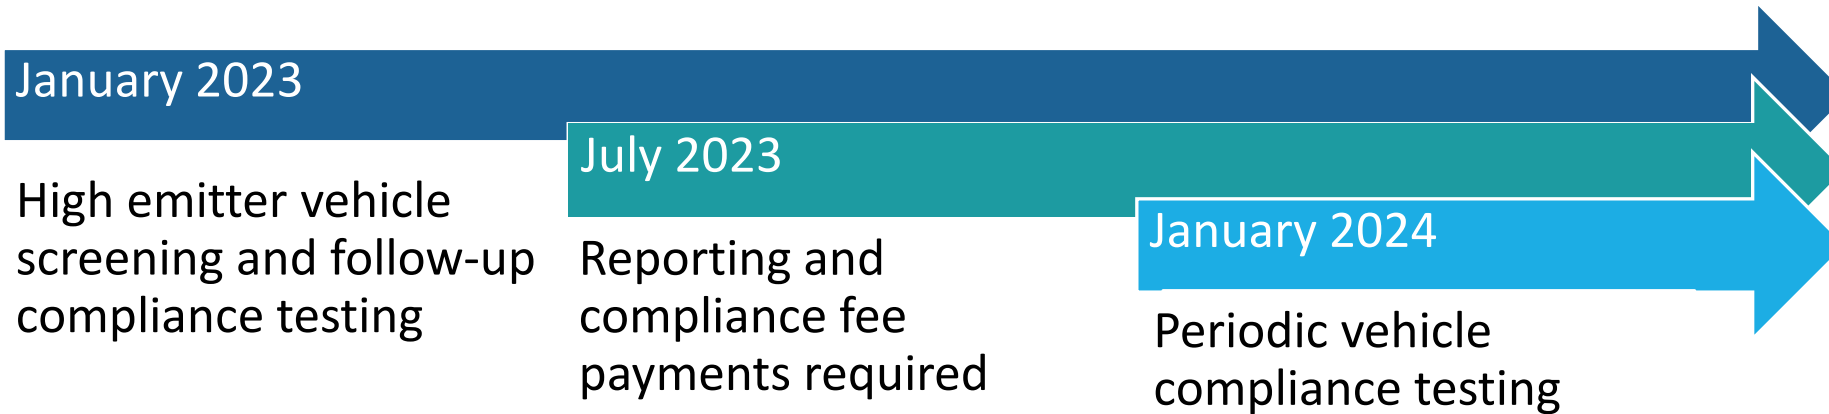 January 2023
High emitter vehicle
screening and follow-up
compliance testing
July 2023
Reporting and
compliance fee
payments required
January 2024
Periodic vehicle
compliance testing